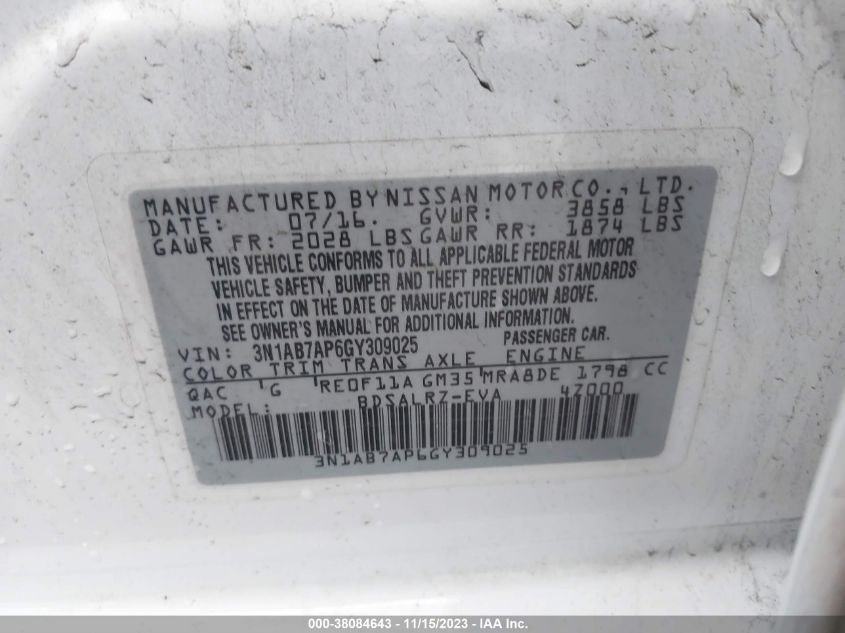 MANUFACTURED BY NISSAN MOTOR CO., LTD.
DATE: 07/16. GVWR: 3858 LBS
GAWR FR: 2028 LBS GAWR RR: 1874 LBS
THIS VEHICLE CONFORMS TO ALL APPLICABLE FEDERAL MOTOR
VEHICLE SAFETY, BUMPER AND THEFT PREVENTION STANDARDS
IN EFFECT ON THE DATE OF MANUFACTURE SHOWN ABOVE.
SEE OWNER'S MANUAL FOR ADDITIONAL INFORMATION.
VIN: 3N1AB7AP6GY309025 PASSENGER CAR.
COLOR TRIM TRANS AXLE ENGINE
QAC G RE0F11A GM35 MRA8DE 1798 CC
MODEL: BDSALRZ-EVA 4Z000
3N1AB7AP6GY309025
000-38084643 - 11/15/2023 - IAA Inc.